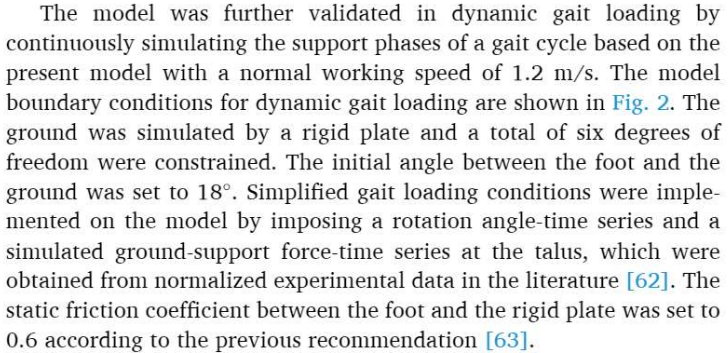 The model was further validated in dynamic gait loading by
continuously simulating the support phases of a gait cycle based on the
present model with a normal working speed of 1.2 m/s. The model
boundary conditions for dynamic gait loading are shown in Fig. 2. The
ground was simulated by a rigid plate and a total of six degrees of
freedom were constrained. The initial angle between the foot and the
ground was set to 18°. Simplified gait loading conditions were imple-
mented on the model by imposing a rotation angle-time series and a
simulated ground-support force-time series at the talus, which were
obtained from normalized experimental data in the literature [62]. The
static friction coefficient between the foot and the rigid plate was set to
0.6 according to the previous recommendation [63].